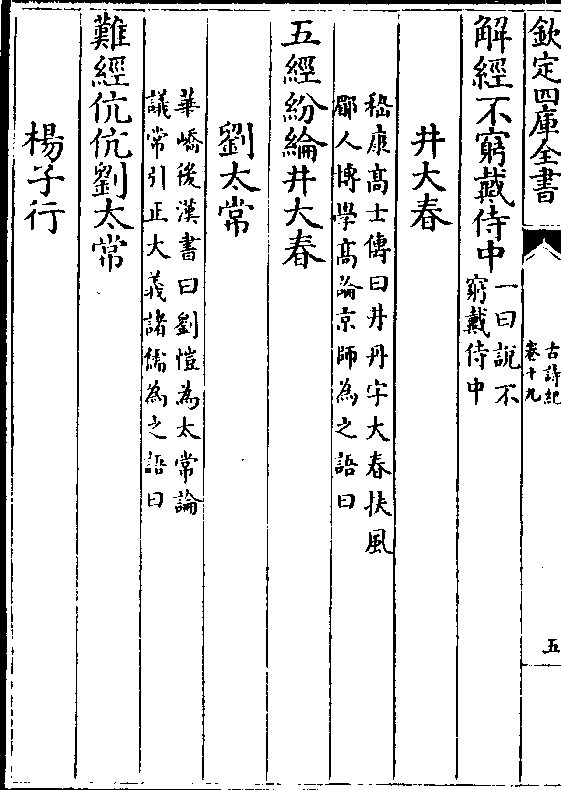 欽定四庫全書
古詩紀
卷十九
五
解經不窮戴侍中
一曰説不
窮戴侍中
井大春
嵇康高士傳曰井丹字大春扶風
郿人博學高論京師為之語曰
五經紛綸井大春
劉太常
華嶠後漢書曰劉愷為太常論
議常引正大義諸儒為之語曰
難經伉伉劉太常
楊子行